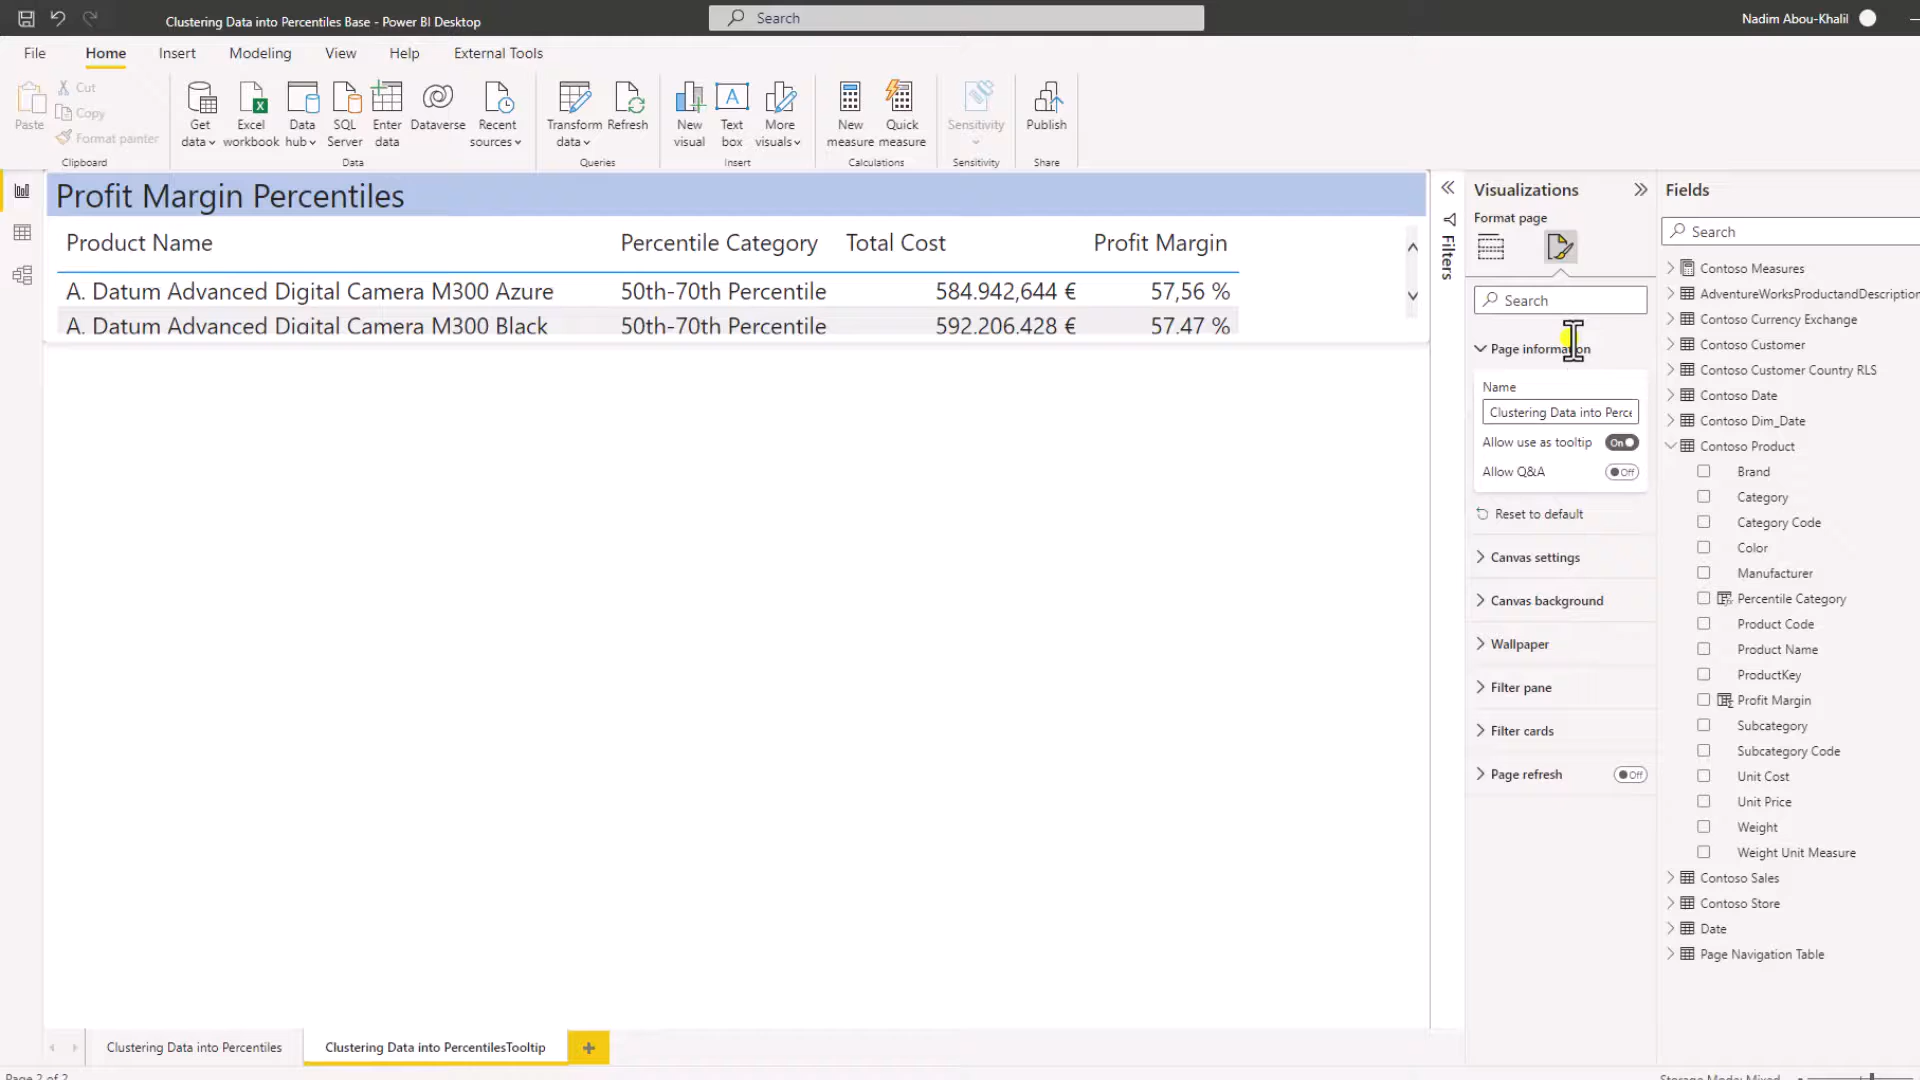 Clustering Data into Percentiles Base - Power BI Desktop
Search
Nadim Abou-Khalil
File
Home
Insert
Modeling
View
Help
External Tools
Paste
Cut
Copy
Format painter
Clipboard
Get data
Excel workbook
Data hub
SQL Server
Enter data
Dataverse
Recent sources
Data
Transform data
Refresh
Queries
New visual
Text box
More visuals
Insert
New measure
Quick measure
Calculations
Sensitivity
Sensitivity
Publish
Share
Profit Margin Percentiles
Product Name Percentile Category Total Cost Profit Margin
A. Datum Advanced Digital Camera M300 Azure 50th-70th Percentile 584.942,644 € 57,56 %
A. Datum Advanced Digital Camera M300 Black 50th-70th Percentile 592.206,428 € 57,47 %
Filters
Visualizations
Format page
Search
Page information
Name
Clustering Data into Perce
Allow use as tooltip On
Allow Q&A Off
Reset to default
Canvas settings
Canvas background
Wallpaper
Filter pane
Filter cards
Page refresh Off
Fields
Search
Contoso Measures
AdventureWorksProductandDescription
Contoso Currency Exchange
Contoso Customer
Contoso Customer Country RLS
Contoso Date
Contoso Dim_Date
Contoso Product
Brand
Category
Category Code
Color
Manufacturer
Percentile Category
Product Code
Product Name
ProductKey
Profit Margin
Subcategory
Subcategory Code
Unit Cost
Unit Price
Weight
Weight Unit Measure
Contoso Sales
Contoso Store
Date
Page Navigation Table
Clustering Data into Percentiles
Clustering Data into PercentilesTooltip
Page 2 of 2
Storage Mode: Mixed